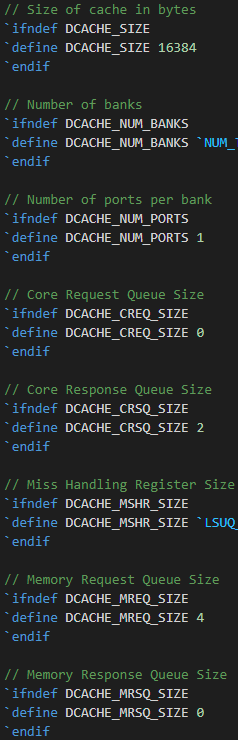 // Size of cache in bytes
`ifndef DCACHE_SIZE
`define DCACHE_SIZE 16384
`endif
// Number of banks
`ifndef DCACHE_NUM_BANKS
`define DCACHE_NUM_BANKS `NUM_
`endif
// Number of ports per bank
`ifndef DCACHE_NUM_PORTS
`define DCACHE_NUM_PORTS 1
`endif
// Core Request Queue Size
`ifndef DCACHE_CREQ_SIZE
`define DCACHE_CREQ_SIZE 0
`endif
// Core Response Queue Size
`ifndef DCACHE_CRSQ_SIZE
`define DCACHE_CRSQ_SIZE 2
`endif
// Miss Handling Register Size
`ifndef DCACHE_MSHR_SIZE
`define DCACHE_MSHR_SIZE `LSUQ_
`endif
// Memory Request Queue Size
`ifndef DCACHE_MREQ_SIZE
`define DCACHE_MREQ_SIZE 4
`endif
// Memory Response Queue Size
`ifndef DCACHE_MRSQ_SIZE
`define DCACHE_MRSQ_SIZE 0
`endif